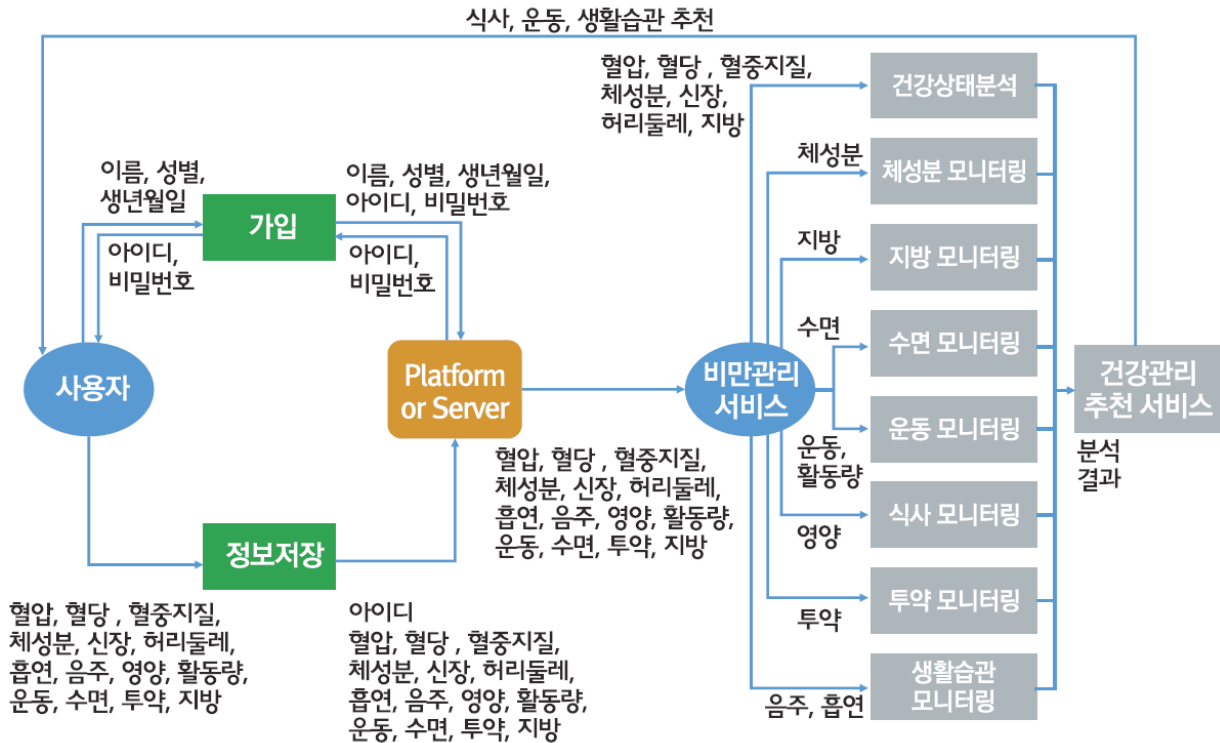 식사, 운동, 생활습관 추천
혈압, 혈당 , 혈중지질,
체성분, 신장,
허리둘레, 지방
건강상태분석
체성분
체성분 모니터링
이름, 성별,
생년월일
이름, 성별, 생년월일,
아이디, 비밀번호
가입
아이디,
비밀번호
아이디,
비밀번호
지방
지방 모니터링
수면
수면 모니터링
사용자
Platform
or Server
비만관리
서비스
건강관리
추천 서비스
운동,
활동량
운동 모니터링
분석
결과
혈압, 혈당 , 혈중지질,
체성분, 신장, 허리둘레,
흡연, 음주, 영양, 활동량,
운동, 수면, 투약, 지방
영양
식사 모니터링
정보저장
투약
투약 모니터링
혈압, 혈당 , 혈중지질,
체성분, 신장, 허리둘레,
흡연, 음주, 영양, 활동량,
운동, 수면, 투약, 지방
아이디
혈압, 혈당 , 혈중지질,
체성분, 신장, 허리둘레,
흡연, 음주, 영양, 활동량,
운동, 수면, 투약, 지방
음주, 흡연
생활습관
모니터링